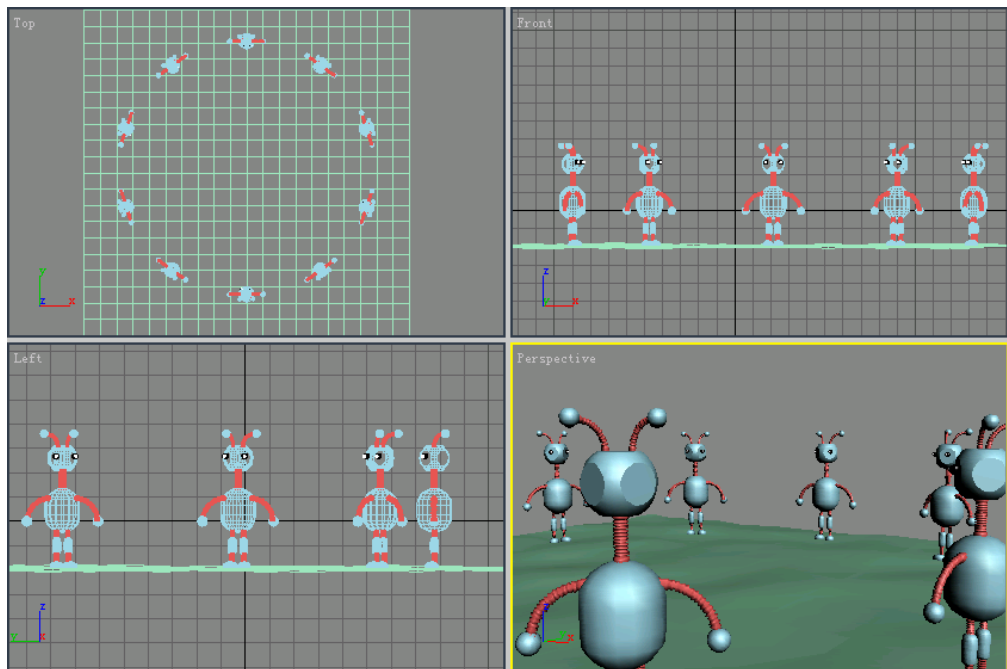 Top
Front
y
z x
z
x
Left
Perspective
z
y x
z
x